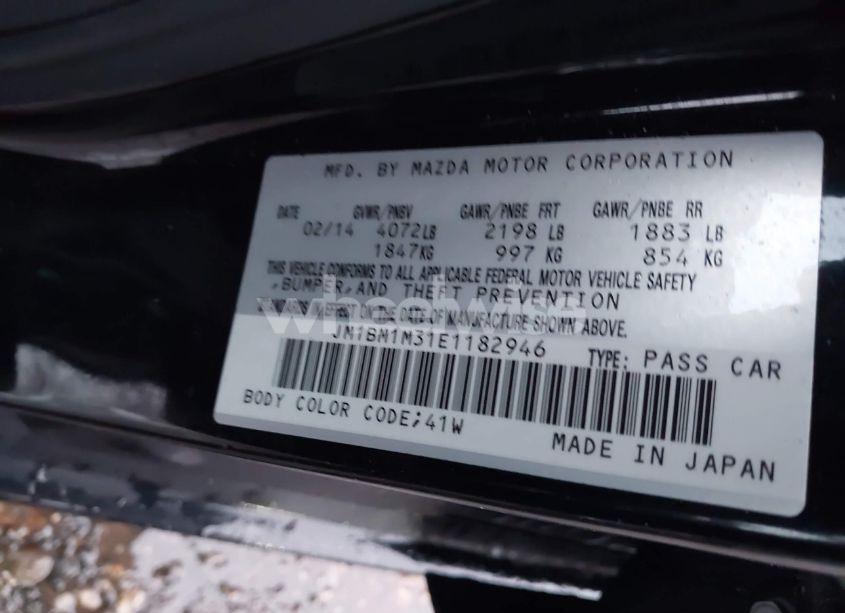 MFD. BY MAZDA MOTOR CORPORATION
DATE GVWR/PNBV GAWR/PNBE FRT GAWR/PNBE RR
02/14 4072LB 2198 LB 1883 LB
1847KG 997 KG 854 KG
THIS VEHICLE CONFORMS TO ALL APPLICABLE FEDERAL MOTOR VEHICLE SAFETY
,BUMPER, AND THEFT PREVENTION
STANDARDS IN EFFECT ON THE DATE OF MANUFACTURE SHOWN ABOVE.
JM1BM1M31E1182946 TYPE: PASS CAR
BODY COLOR CODE;41W
MADE IN JAPAN